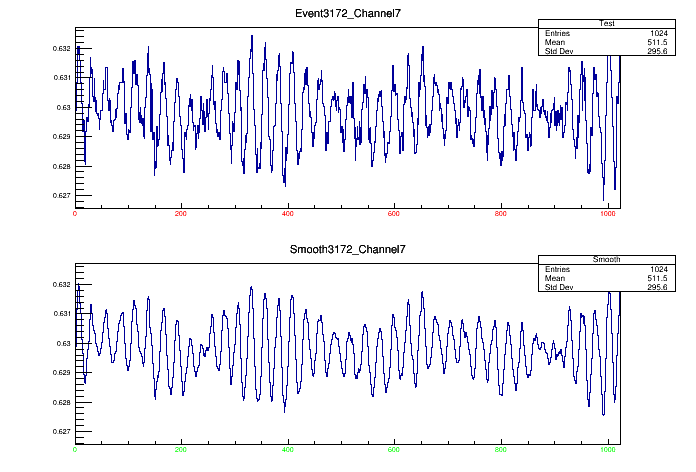 Event3172_Channel7
Test
Entries 1024
Mean 511.5
Std Dev 295.6
0.632
0.631
0.63
0.629
0.628
0.627
0 200 400 600 800 1000
Smooth3172_Channel7
Smooth
Entries 1024
Mean 511.5
Std Dev 295.6
0.632
0.631
0.63
0.629
0.628
0.627
0 200 400 600 800 1000